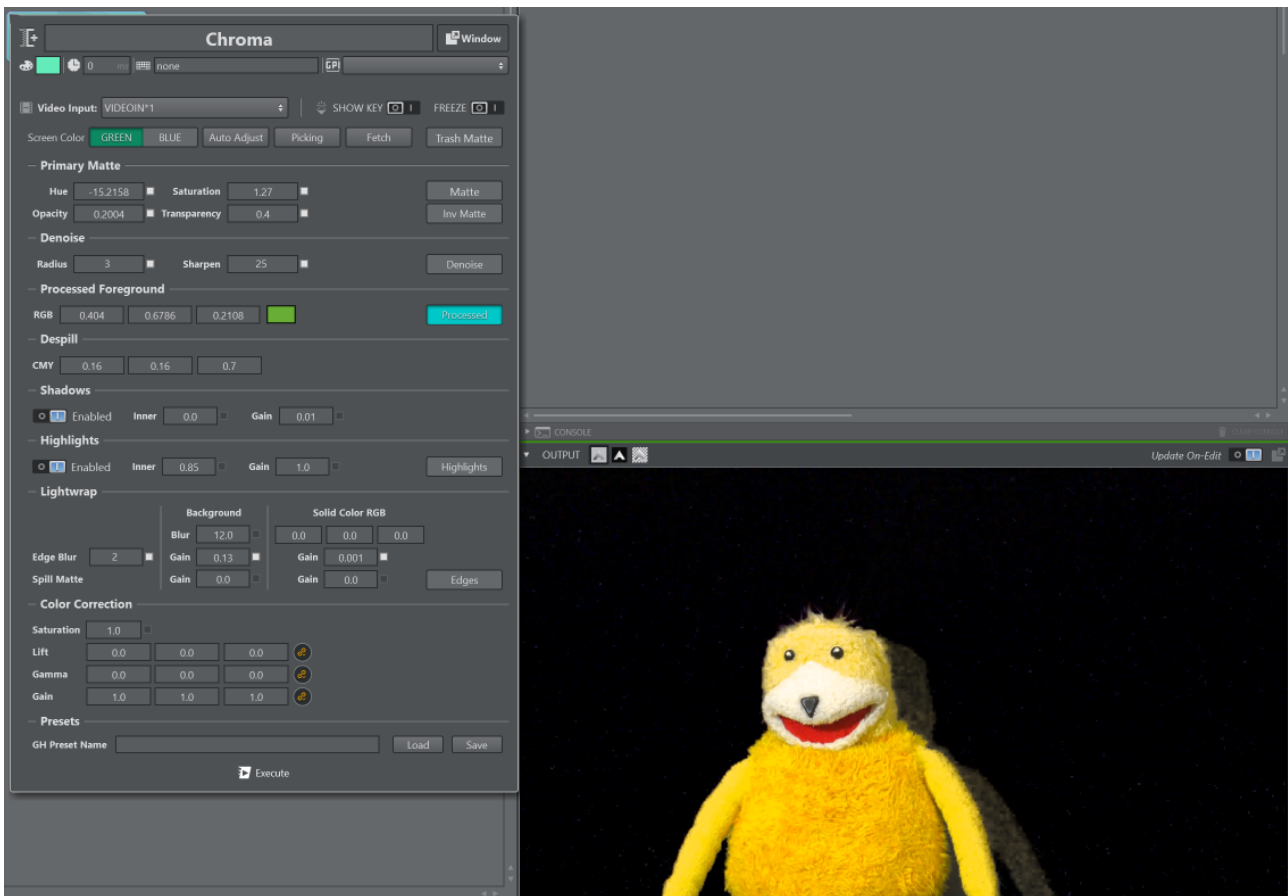 Chroma
Window
0 ms none GPI
Video Input: VIDEOIN*1 SHOW KEY FREEZE
Screen Color GREEN BLUE Auto Adjust Picking Fetch Trash Matte
Primary Matte
Hue -15.2158 Saturation 1.27 Matte
Opacity 0.2004 Transparency 0.4 Inv Matte
Denoise
Radius 3 Sharpen 25 Denoise
Processed Foreground
RGB 0.404 0.6786 0.2108 Processed
Despill
CMY 0.16 0.16 0.7
Shadows
Enabled Inner 0.0 Gain 0.01
Highlights
Enabled Inner 0.85 Gain 1.0 Highlights
Lightwrap
Background Solid Color RGB
Blur 12.0 0.0 0.0 0.0
Edge Blur 2 Gain 0.13 Gain 0.001
Spill Matte Gain 0.0 Gain 0.0 Edges
Color Correction
Saturation 1.0
Lift 0.0 0.0 0.0
Gamma 0.0 0.0 0.0
Gain 1.0 1.0 1.0
Presets
GH Preset Name Load Save
Execute
CONSOLE
OUTPUT Update On-Edit